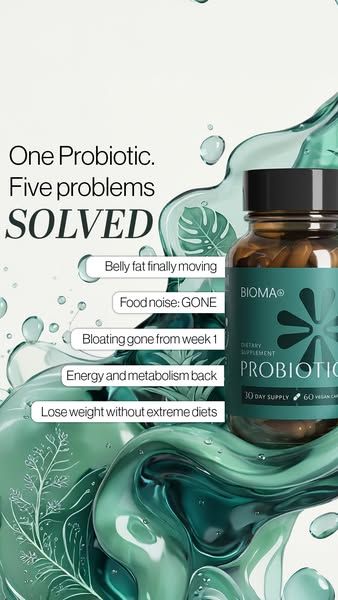 One Probiotic.
Five problems
SOLVED
Belly fat finally moving
Food noise: GONE
Bloating gone from week 1
Energy and metabolism back
Lose weight without extreme diets
BIOMA
DIETARY
SUPPLEMENT
PROBIOTIC
30 DAY SUPPLY 60 VEGAN CA